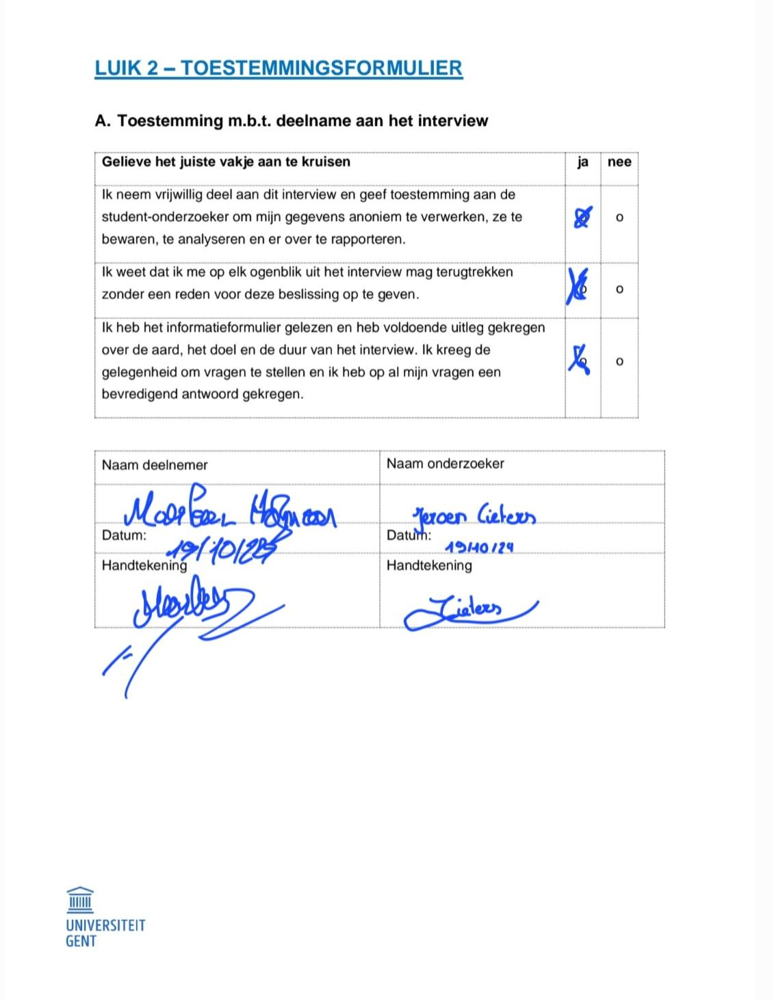 LUIK 2 – TOESTEMMINGSFORMULIER
A. Toestemming m.b.t. deelname aan het interview
Gelieve het juiste vakje aan te kruisen ja nee
Ik neem vrijwillig deel aan dit interview en geef toestemming aan de
student-onderzoeker om mijn gegevens anoniem te verwerken, ze te o
bewaren, te analyseren en er over te rapporteren.
Ik weet dat ik me op elk ogenblik uit het interview mag terugtrekken
zonder een reden voor deze beslissing op te geven. o
Ik heb het informatieformulier gelezen en heb voldoende uitleg gekregen
over de aard, het doel en de duur van het interview. Ik kreeg de
gelegenheid om vragen te stellen en ik heb op al mijn vragen een o
bevredigend antwoord gekregen.
Naam deelnemer
Naam onderzoeker
Jeroen Lieters
Datum: 19/10/
Datum: 19/10/24
Handtekening
Handtekening
Lieters
UNIVERSITEIT
GENT